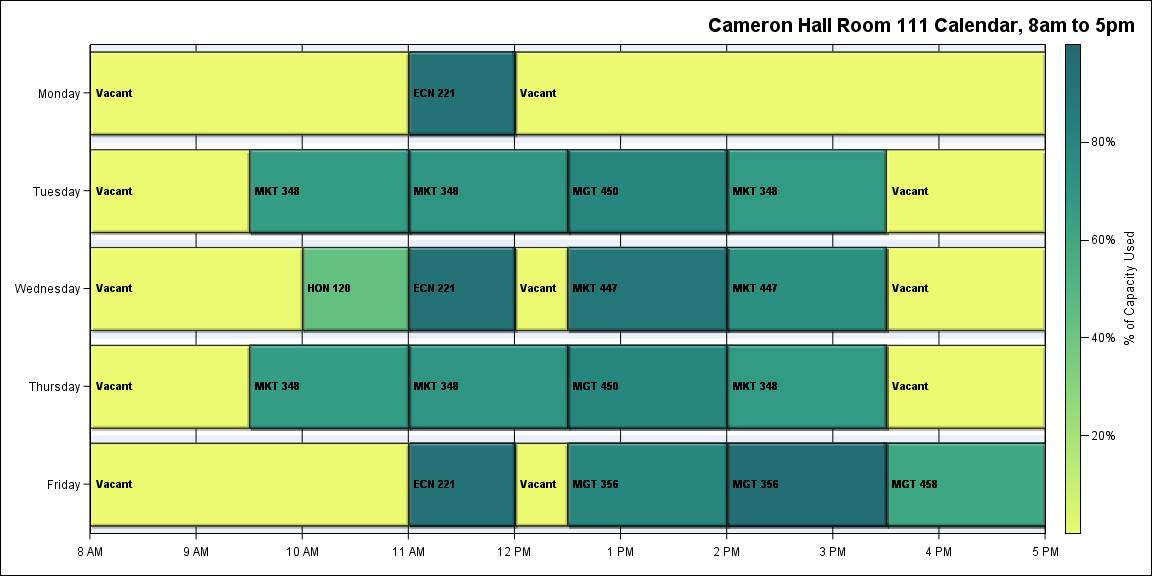 Cameron Hall Room 111 Calendar, 8am to 5pm
Monday
Vacant
ECN 221
Vacant
80%
Tuesday
Vacant
MKT 348
MKT 348
MGT 450
MKT 348
Vacant
60%
% of Capacity Used
Wednesday
Vacant
HON 120
ECN 221
Vacant
MKT 447
MKT 447
Vacant
40%
Thursday
Vacant
MKT 348
MKT 348
MGT 450
MKT 348
Vacant
20%
Friday
Vacant
ECN 221
Vacant
MGT 356
MGT 356
MGT 458
8 AM
9 AM
10 AM
11 AM
12 PM
1 PM
2 PM
3 PM
4 PM
5 PM